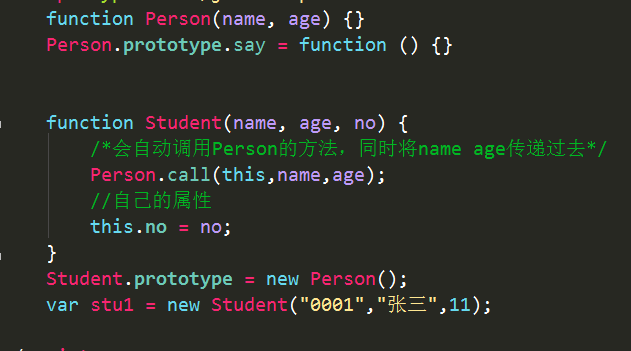 function Person(name, age) {}
Person.prototype.say = function () {}
function Student(name, age, no) {
/*会自动调用Person的方法，同时将name age传递过去*/
Person.call(this,name,age);
//自己的属性
this.no = no;
}
Student.prototype = new Person();
var stu1 = new Student("0001","张三",11);